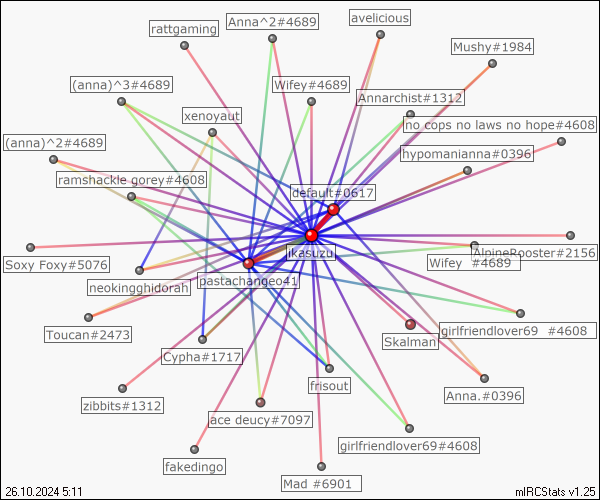 avelicious
Anna^2#4689
rattgaming
Mushy#1984
(anna)^3#4689
Wifey#4689
Annarchist#1312
xenoyaut
no cops no laws no hope#4608
(anna)^2#4689
hypomanianna#0396
ramshackle gorey#4608
default#0617
jkasuzu
AlpineRooster#2156
Wifey #4689
Soxy Foxy#5076
pastachangeo41
neokingghidorah
Toucan#2473
girlfriendlover69 #4608
Skalman
Cypha#1717
frisout
Anna.#0396
zibbits#1312
ace deucy#7097
girlfriendlover69#4608
fakedingo
Mad #6901
26.10.2024 5:11
mIRCStats v1.25